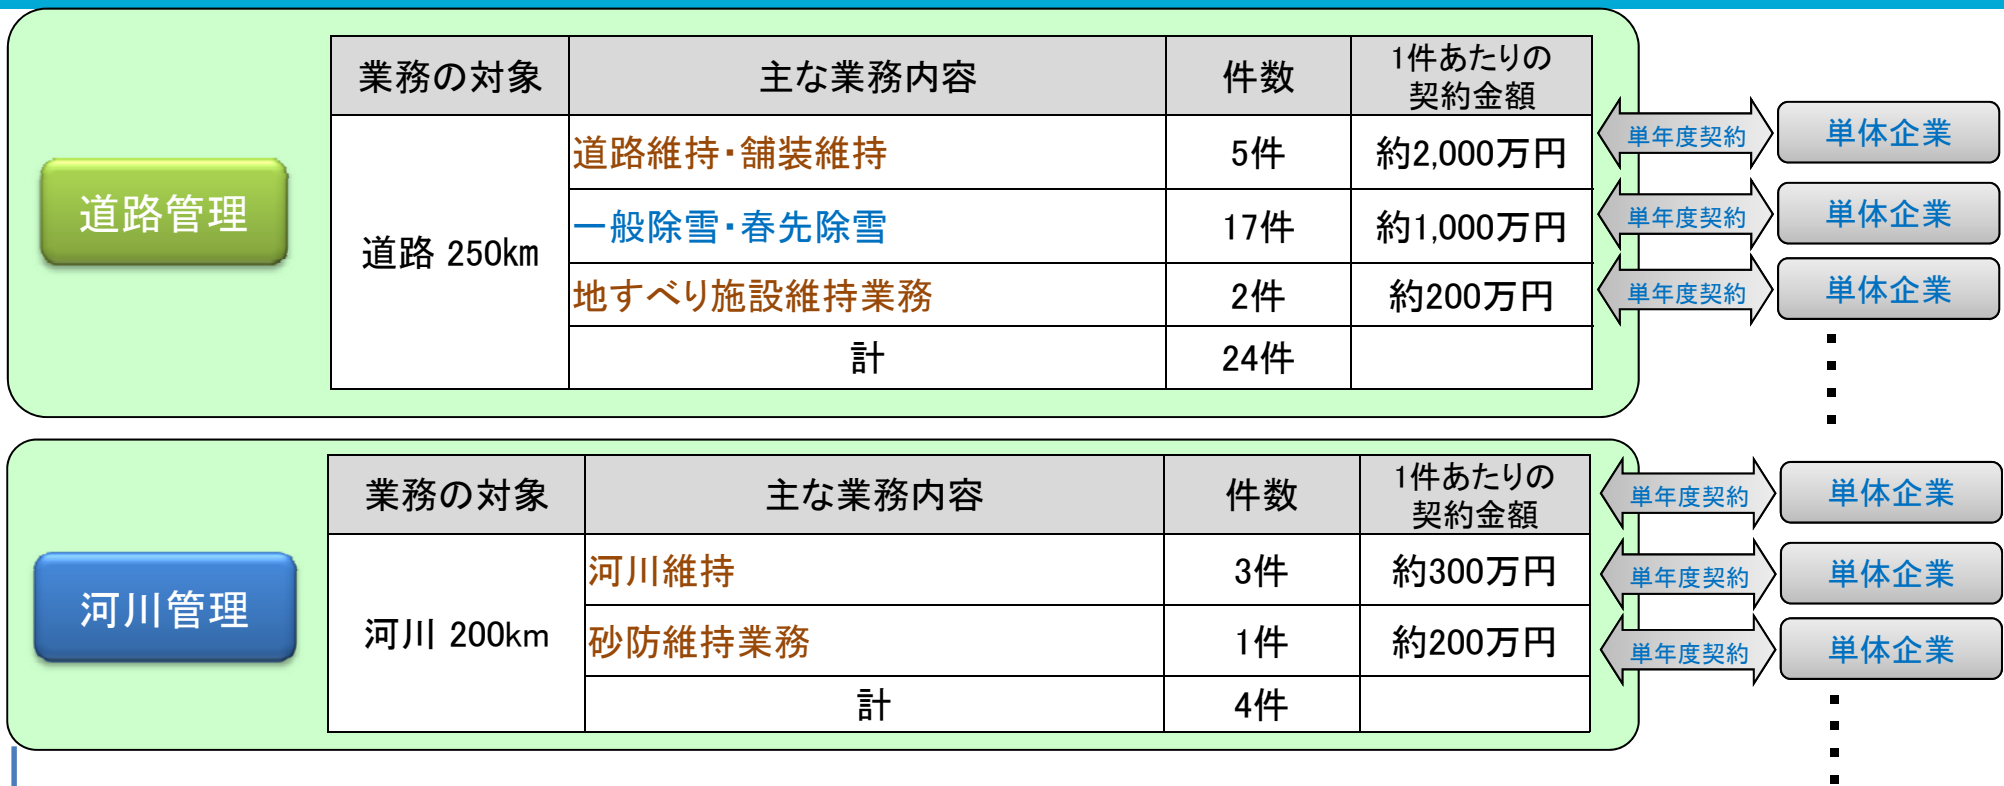 道路管理
業務の対象 主な業務内容 件数 1件あたりの
契約金額
道路 250km
道路維持・舗装維持 5件 約2,000万円
一般除雪・春先除雪 17件 約1,000万円
地すべり施設維持業務 2件 約200万円
計 24件
単年度契約 単体企業
単年度契約 単体企業
単年度契約 単体企業
河川管理
業務の対象 主な業務内容 件数 1件あたりの
契約金額
河川 200km
河川維持 3件 約300万円
砂防維持業務 1件 約200万円
計 4件
単年度契約 単体企業
単年度契約 単体企業
単年度契約 単体企業